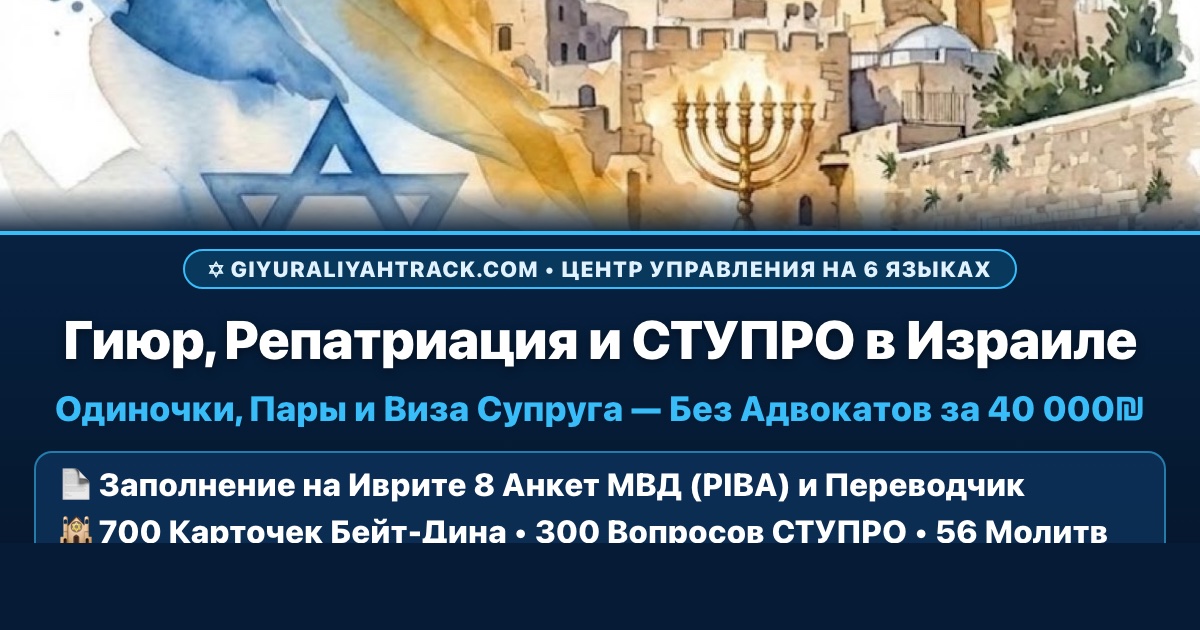 ✡ GIYURALIYAHTRACK.COM • ЦЕНТР УПРАВЛЕНИЯ НА 6 ЯЗЫКАХ
Гиюр, Репатриация и СТУПРО в Израиле
Одиночки, Пары и Виза Супруга — Без Адвокатов за 40 000₪
Заполнение на Иврите 8 Анкет МВД (PIBA) и Переводчик
700 Карточек Бейт-Дина • 300 Вопросов СТУПРО • 56 Молитв